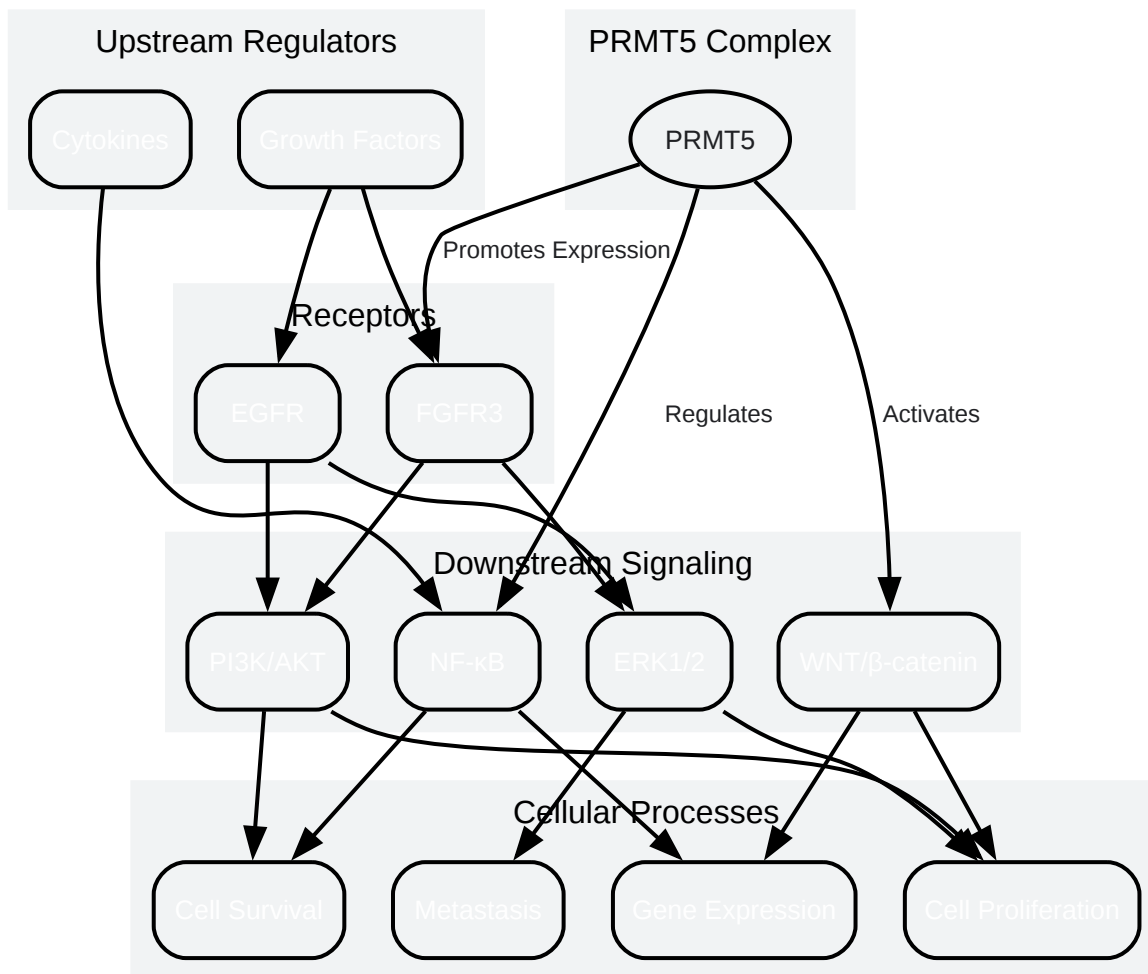 Upstream Regulators
PRMT5 Complex
Cytokines
Growth Factors
PRMT5
Promotes Expression
Receptors
EGFR
FGFR3
Regulates
Activates
Downstream Signaling
PI3K/AKT
NF-κB
ERK1/2
WNT/β-catenin
Cellular Processes
Cell Survival
Metastasis
Gene Expression
Cell Proliferation